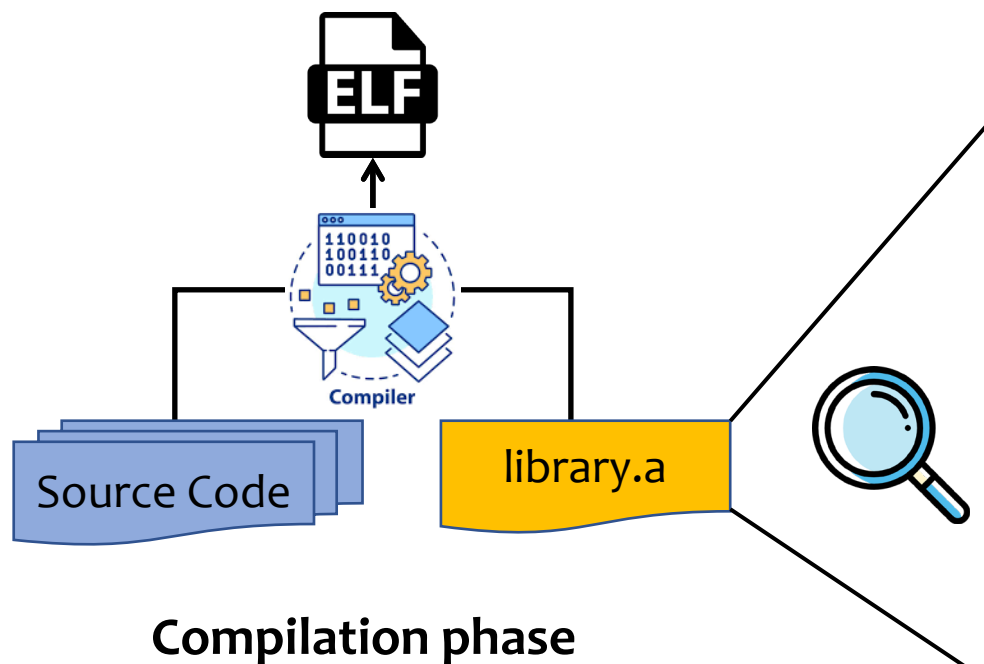 ELF
110010
100110
00111
Compiler
Source Code
library.a
Compilation phase